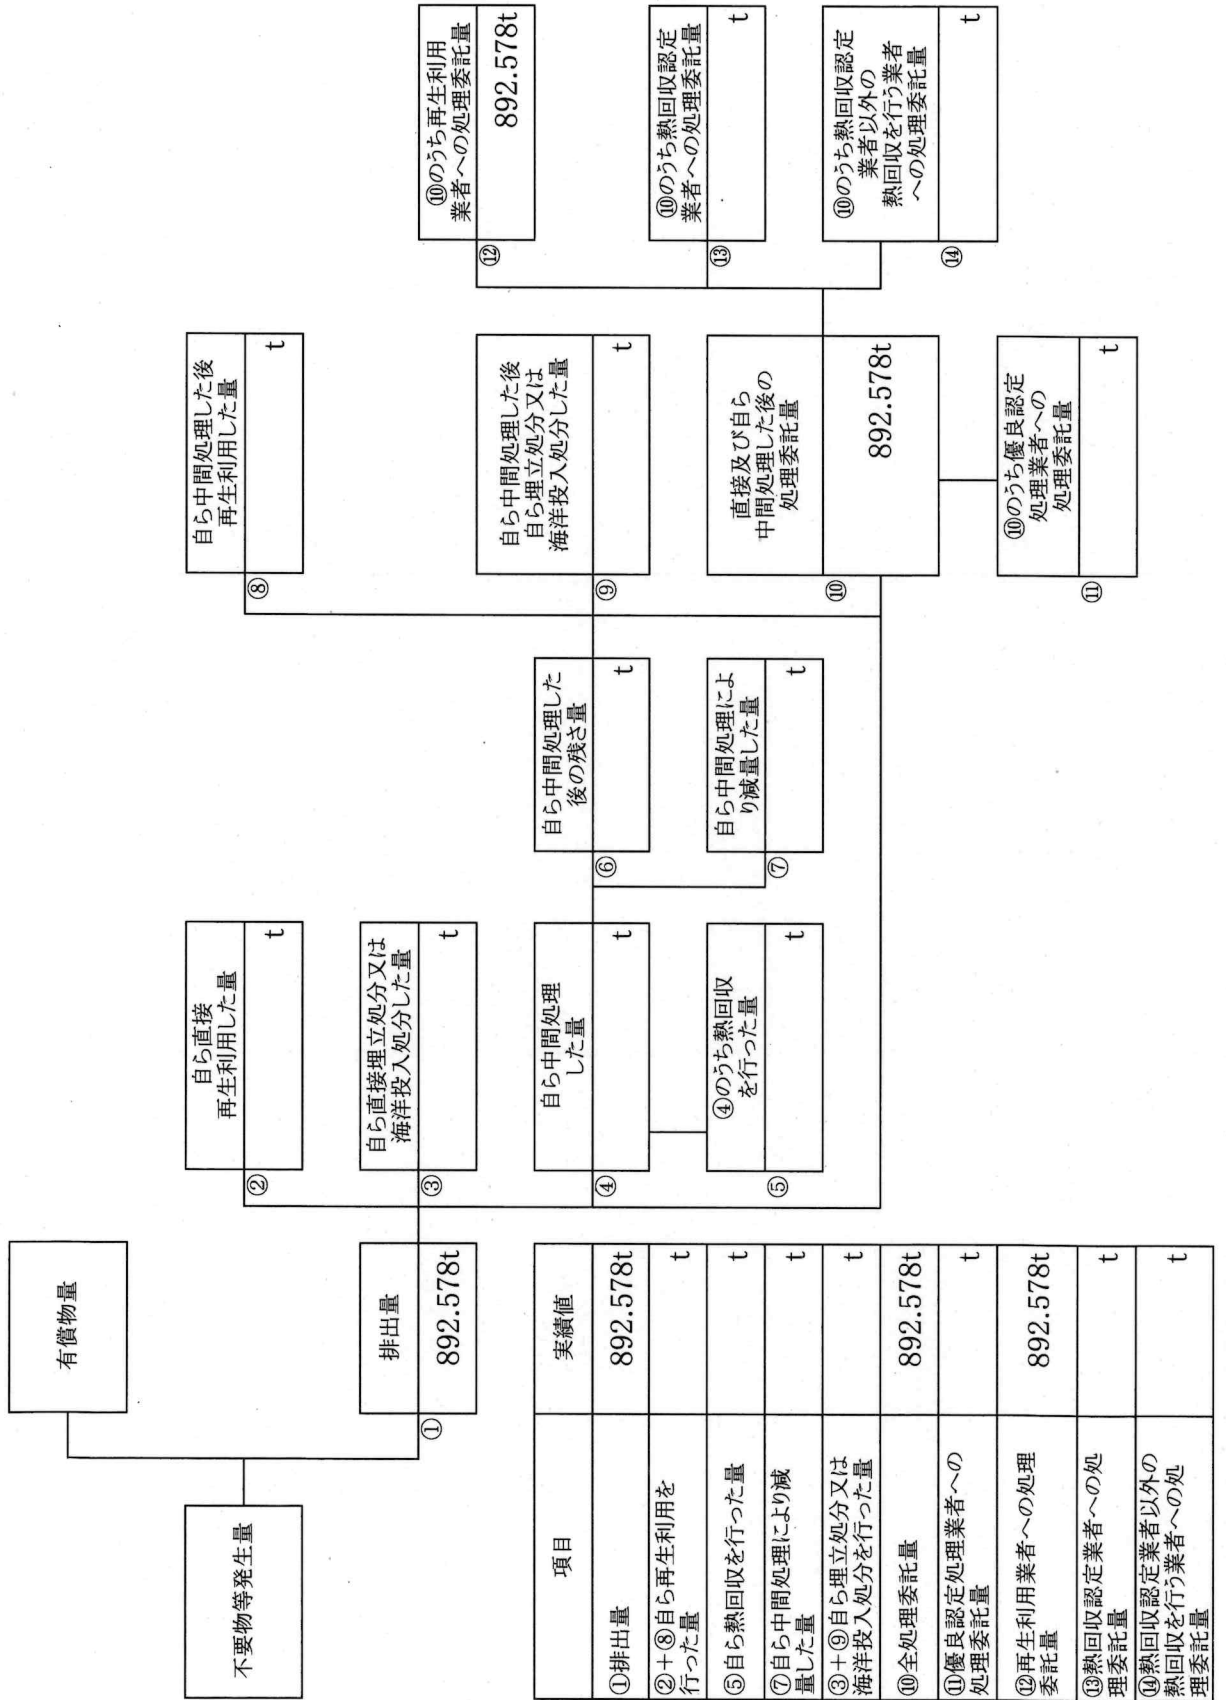 有償物量
不要物等発生量
排出量
① 892.578t
自ら直接
再生利用した量
② t
自ら直接埋立処分又は
海洋投入処分した量
③ t
自ら中間処理
した量
④ t
④のうち熱回収
を行った量
⑤ t
自ら中間処理した
後の残さ量
⑥ t
自ら中間処理によ
り減量した量
⑦ t
自ら中間処理した後
再生利用した量
⑧ t
自ら中間処理した後
自ら埋立処分又は
海洋投入処分した量
⑨ t
直接及び自ら
中間処理した後の
処理委託量
⑩ 892.578t
⑩のうち優良認定
処理業者への
処理委託量
⑪ t
⑩のうち再生利用
業者への処理委託量
⑫ 892.578t
⑩のうち熱回収認定
業者への処理委託量
⑬ t
⑩のうち熱回収認定
業者以外の
熱回収を行う業者
への処理委託量
⑭ t
項目 実績値
①排出量 892.578t
②+⑧自ら再生利用を
行った量 t
⑤自ら熱回収を行った量 t
⑦自ら中間処理により減
量した量 t
③+⑨自ら埋立処分又は
海洋投入処分を行った量 t
⑩全処理委託量 892.578t
⑪優良認定処理業者への
処理委託量 t
⑫再生利用業者への処理
委託量 892.578t
⑬熱回収認定業者への処
理委託量 t
⑭熱回収認定業者以外の
熱回収を行う業者への処
理委託量 t